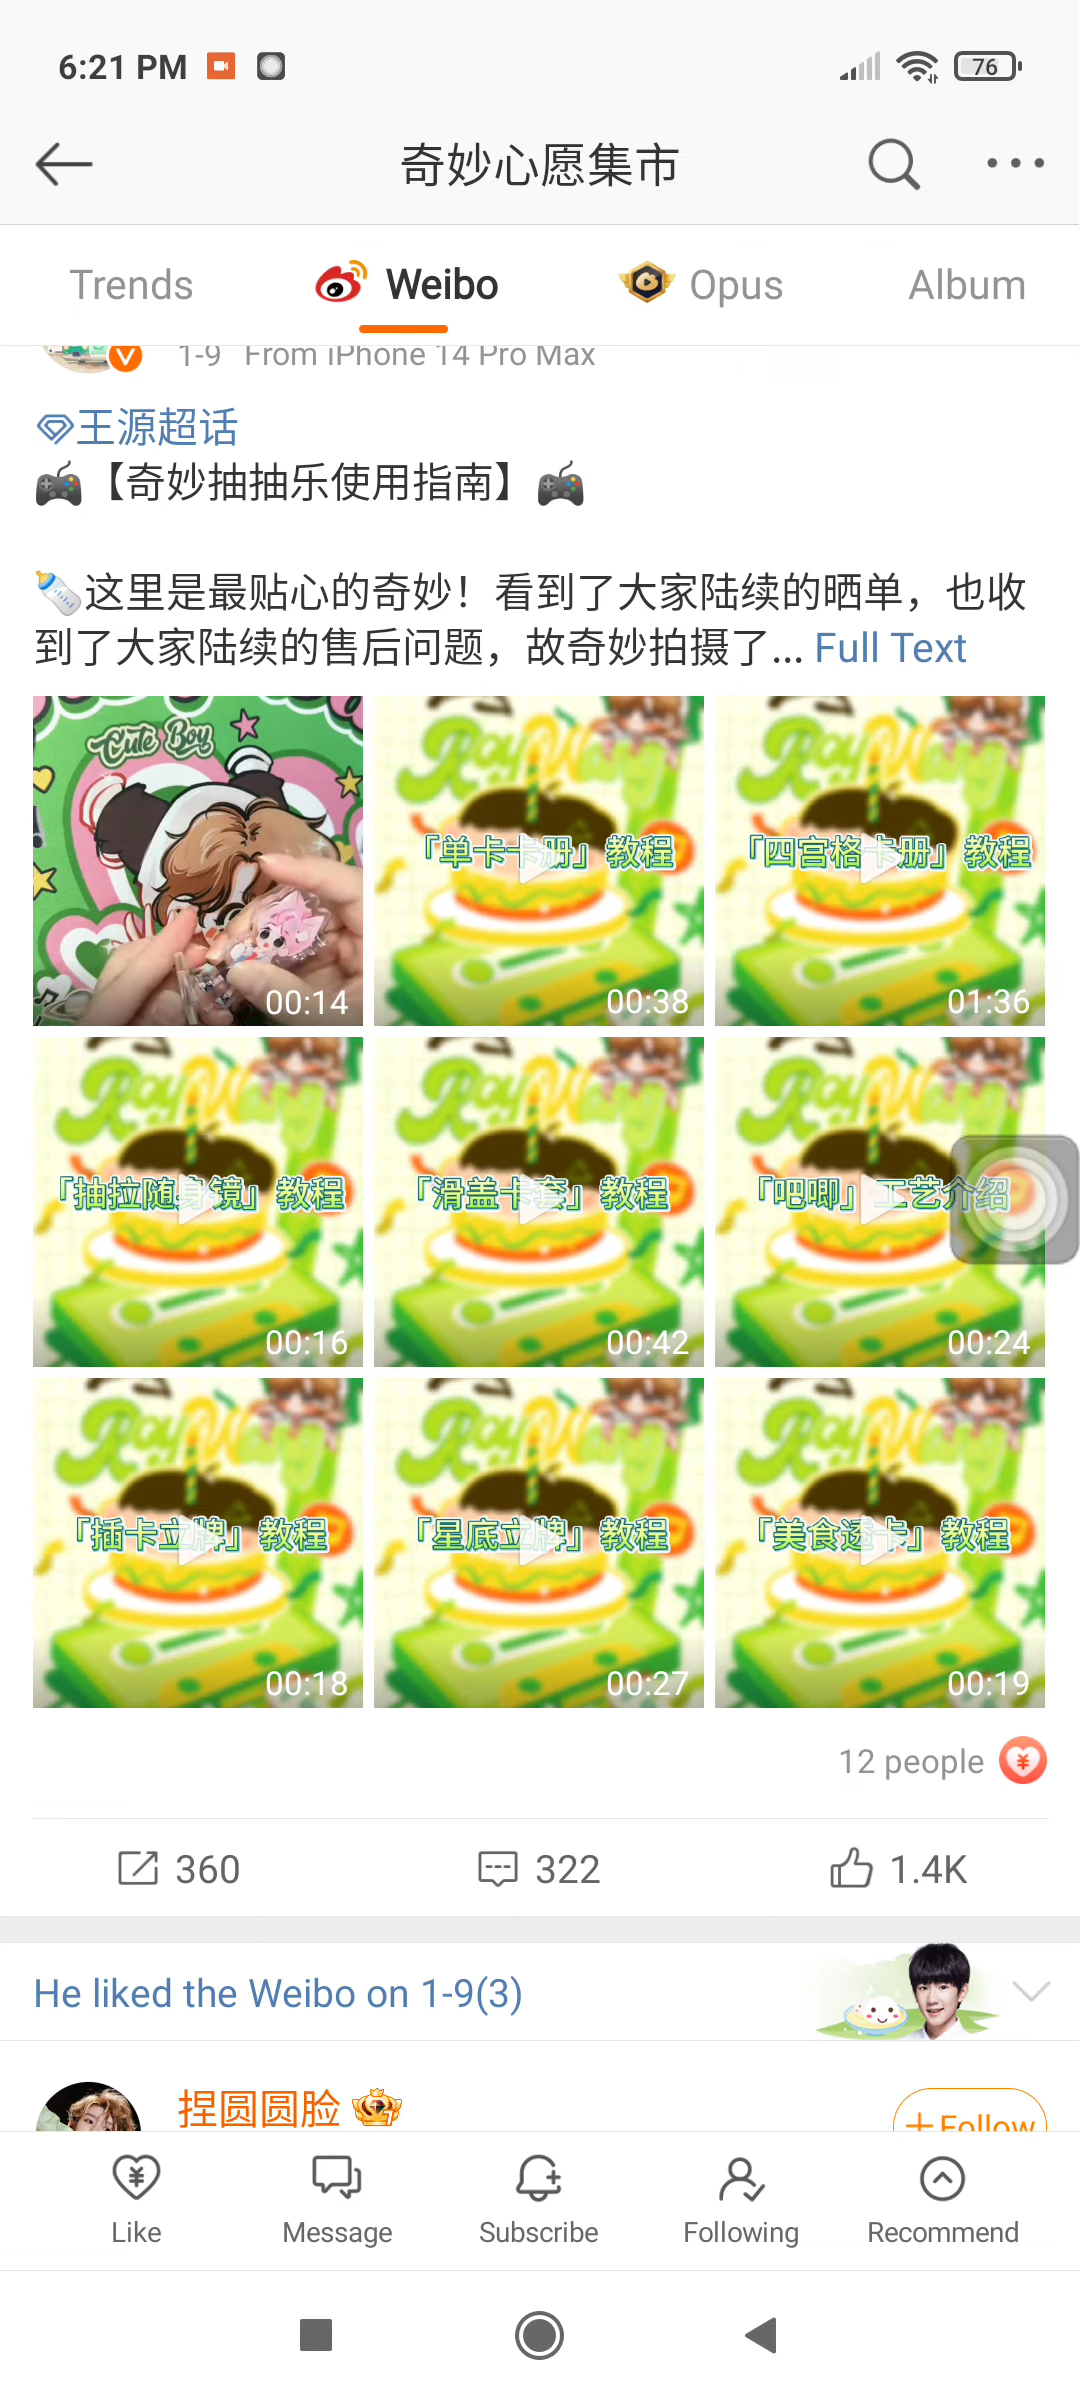 6:21 PM
76
奇妙心愿集市
Trends
Weibo
Opus
Album
1-9 From iPhone 14 Pro Max
王源超话
【奇妙抽抽乐使用指南】
这里是最贴心的奇妙！看到了大家陆续的晒单，也收
到了大家陆续的售后问题，故奇妙拍摄了... Full Text
Cute Boy
00:14
「单卡卡册」教程
00:38
「四宫格卡册」教程
01:36
「抽拉随身镜」教程
00:16
「滑盖卡套」教程
00:42
「吧唧」工艺介绍
00:24
「插卡立牌」教程
00:18
「星底立牌」教程
00:27
「美食透卡」教程
00:19
12 people
360
322
1.4K
He liked the Weibo on 1-9(3)
捏圆圆脸
+Follow
Like
Message
Subscribe
Following
Recommend